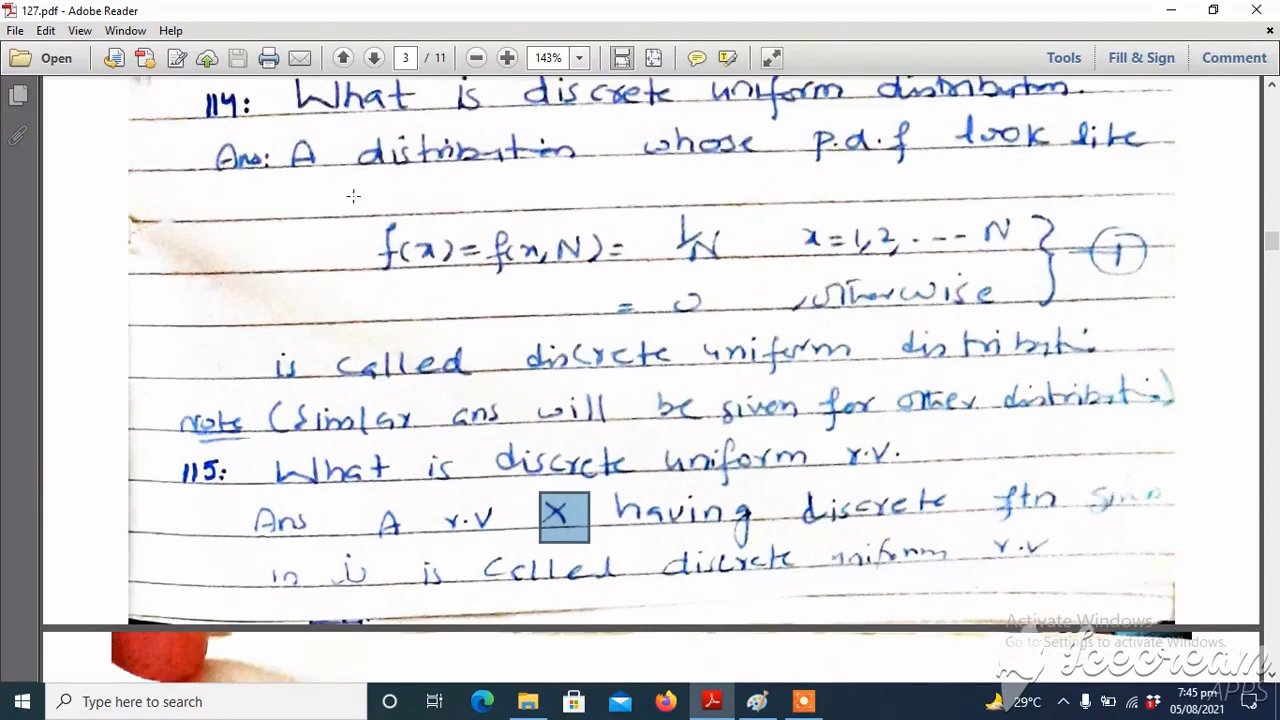 127.pdf - Adobe Reader
File Edit View Window Help
Open 3 / 11 143% Tools Fill & Sign Comment
114: What is discrete uniform distribution.
Ans: A distribution whose p.d.f look like
f(x) = f(x, N) = 1/N x = 1, 2, ---- N
= 0 , otherwise
is called discrete uniform distribution
note (Similar ans will be given for other distribution)
115: What is discrete uniform r.v.
Ans A r.v X having discrete ftn
in is called discrete uniform r.v
Activate Windows
Go to Settings to activate Windows.
Icecream
APPS
Type here to search
29°C
7:45 pm
05/08/2021